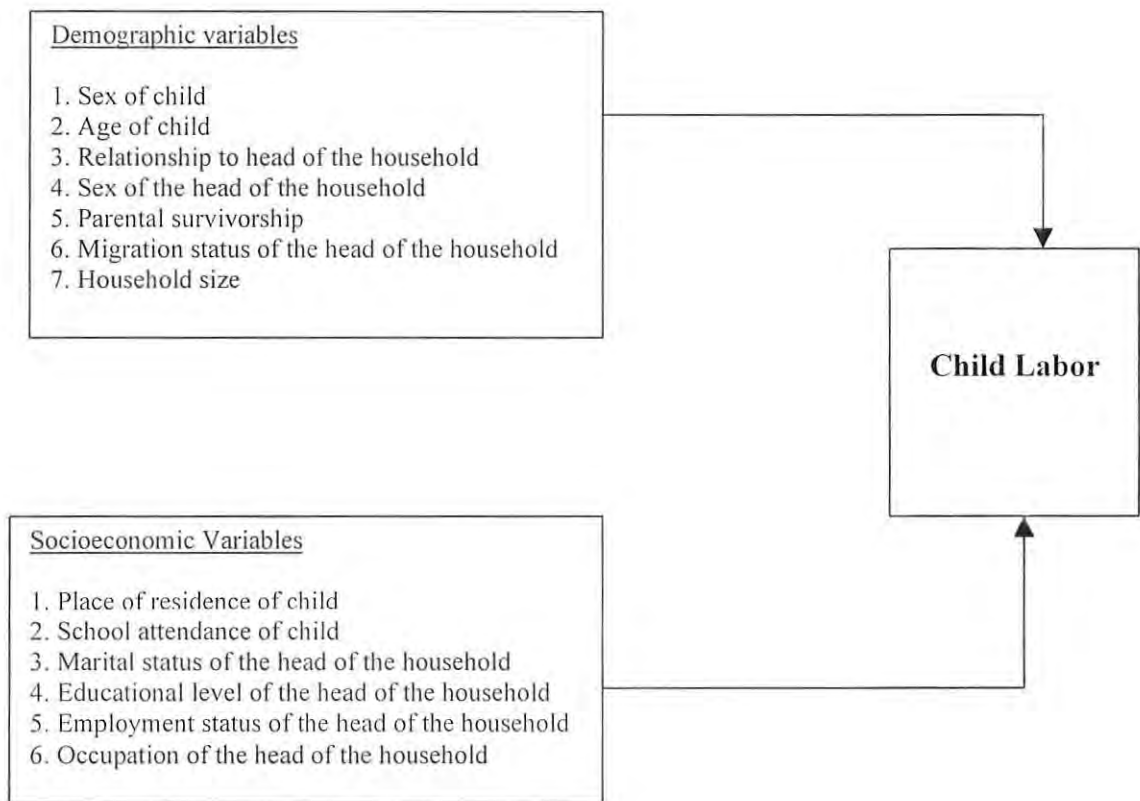 Demographic variables
1. Sex of child
2. Age of child
3. Relationship to head of the household
4. Sex of the head of the household
5. Parental survivorship
6. Migration status of the head of the household
7. Household size
Child Labor
Socioeconomic Variables
1. Place of residence of child
2. School attendance of child
3. Marital status of the head of the household
4. Educational level of the head of the household
5. Employment status of the head of the household
6. Occupation of the head of the household